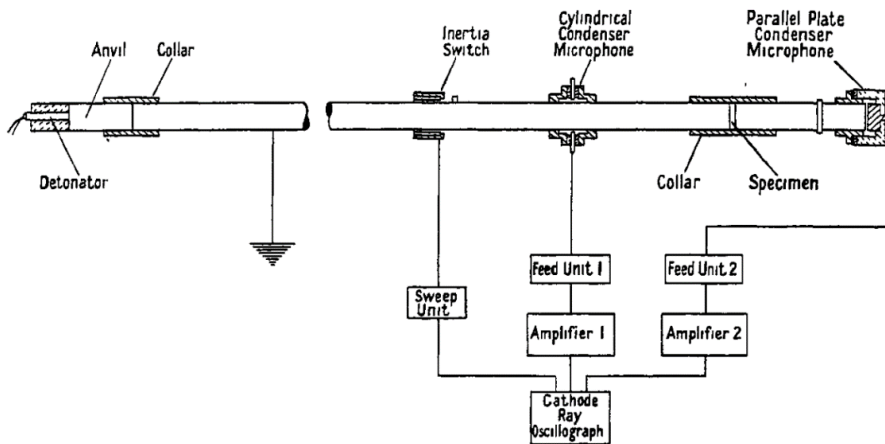 Anvil
Collar
Inertia
Switch
Cylindrical
Condenser
Microphone
Parallel Plate
Condenser
Microphone
Detonator
Collar
Specimen
Sweep
Unit
Feed Unit 1
Feed Unit 2
Amplifier 1
Amplifier 2
Cathode
Ray
Oscillograph